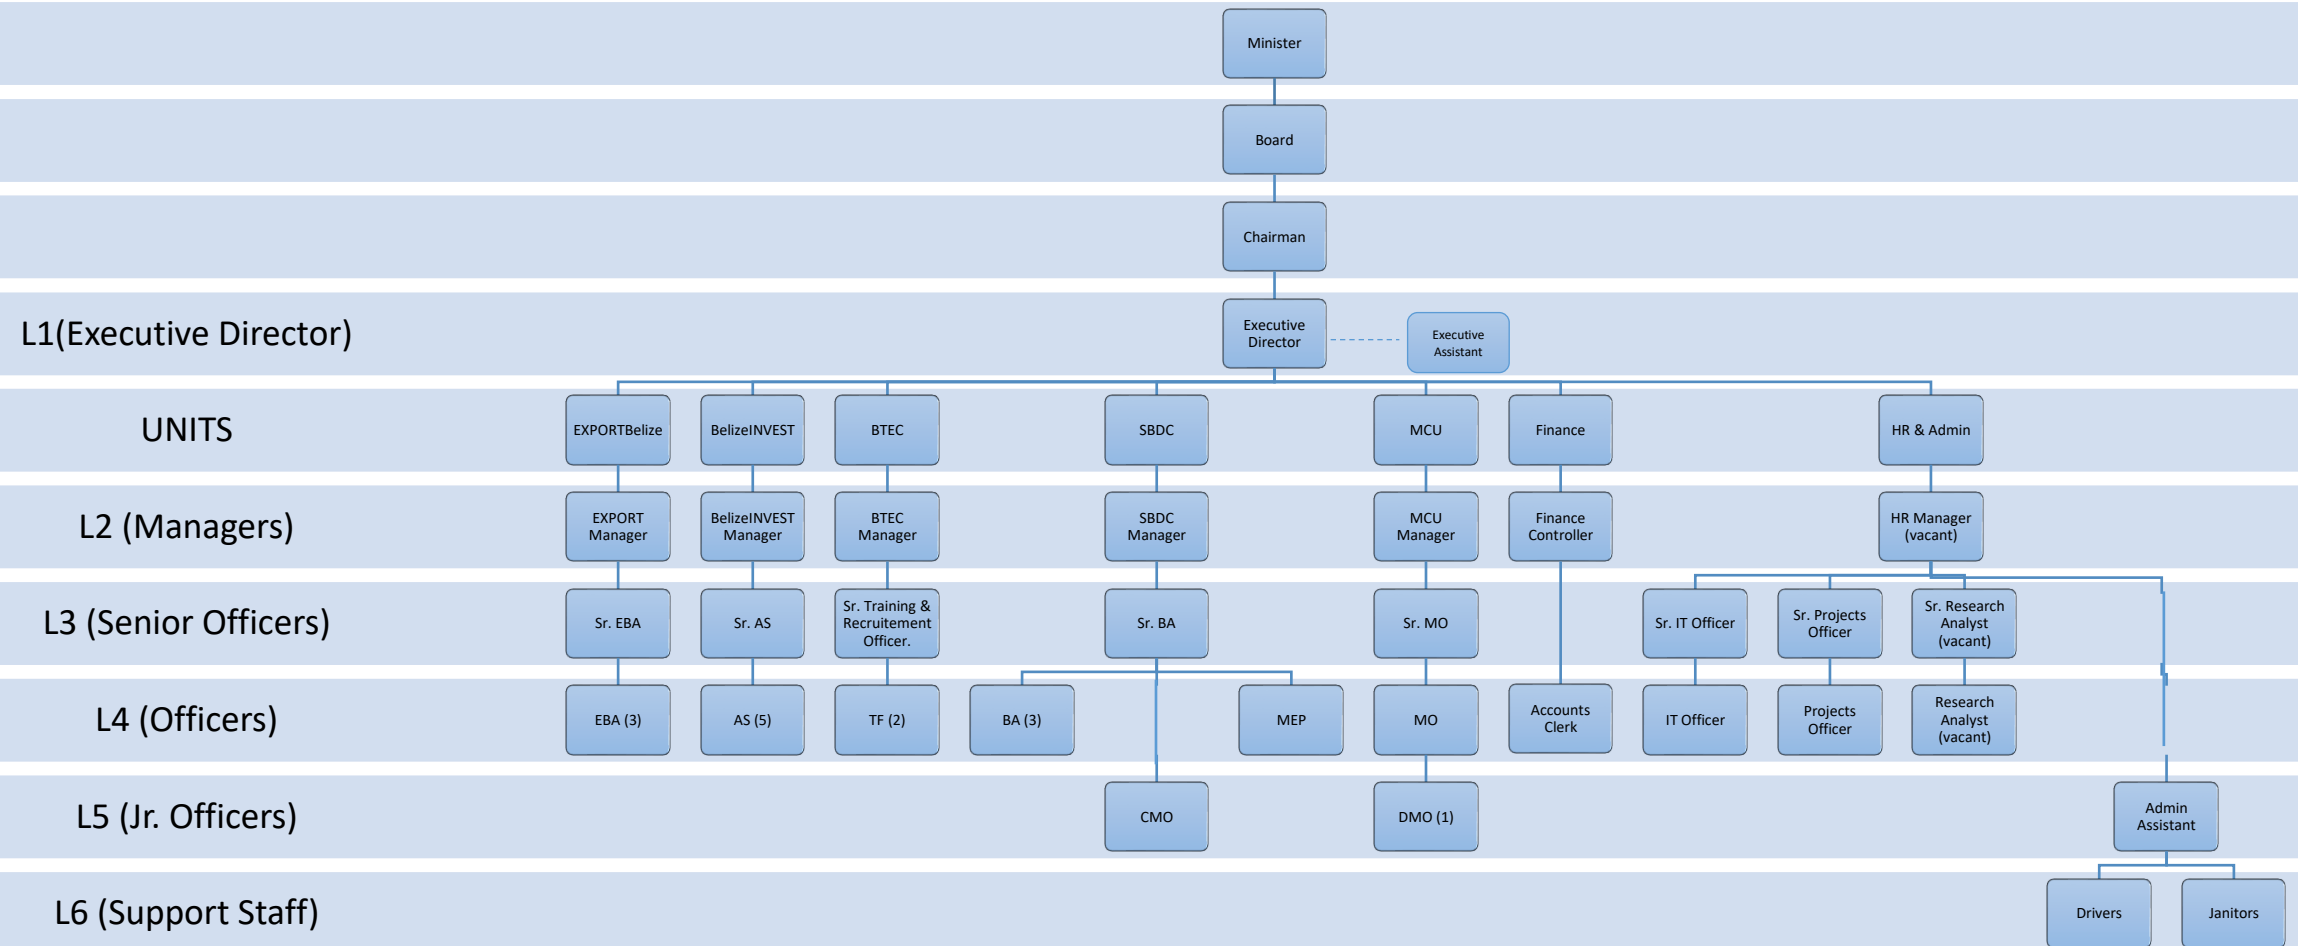 Minister
Board
Chairman
L1(Executive Director)
Executive
Director
Executive
Assistant
UNITS
EXPORTBelize
BelizeINVEST
BTEC
SBDC
MCU
Finance
HR & Admin
L2 (Managers)
EXPORT
Manager
BelizeINVEST
Manager
BTEC
Manager
SBDC
Manager
MCU
Manager
Finance
Controller
HR Manager
(vacant)
L3 (Senior Officers)
Sr. EBA
Sr. AS
Sr. Training &
Recruitement
Officer.
Sr. BA
Sr. MO
Sr. IT Officer
Sr. Projects
Officer
Sr. Research
Analyst
(vacant)
L4 (Officers)
EBA (3)
AS (5)
TF (2)
BA (3)
MEP
MO
Accounts
Clerk
IT Officer
Projects
Officer
Research
Analyst
(vacant)
L5 (Jr. Officers)
CMO
DMO (1)
Admin
Assistant
L6 (Support Staff)
Drivers
Janitors